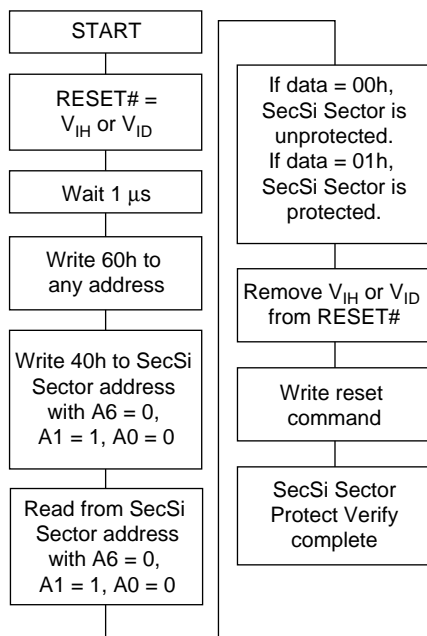 START
RESET# =
V_IH or V_ID
Wait 1 μs
Write 60h to
any address
Write 40h to SecSi
Sector address
with A6 = 0,
A1 = 1, A0 = 0
Read from SecSi
Sector address
with A6 = 0,
A1 = 1, A0 = 0
If data = 00h,
SecSi Sector is
unprotected.
If data = 01h,
SecSi Sector is
protected.
Remove V_IH or V_ID
from RESET#
Write reset
command
SecSi Sector
Protect Verify
complete